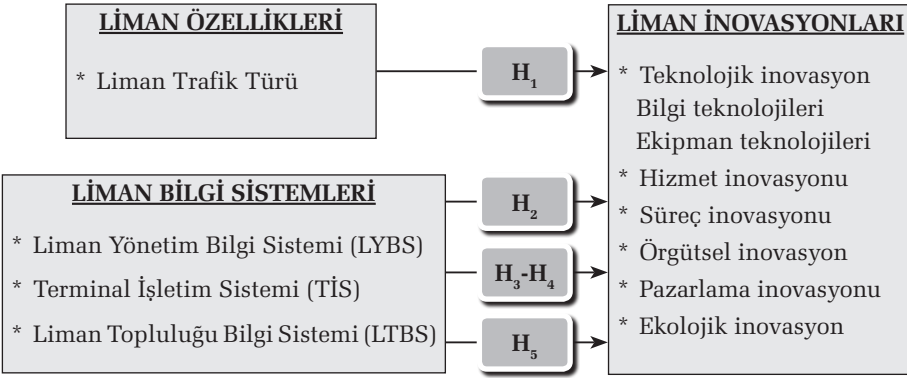 LİMAN ÖZELLİKLERİ
* Liman Trafik Türü
H1
LİMAN BİLGİ SİSTEMLERİ
* Liman Yönetim Bilgi Sistemi (LYBS)
* Terminal İşletim Sistemi (TİS)
* Liman Topluluğu Bilgi Sistemi (LTBS)
H2
H3-H4
H5
LİMAN İNOVASYONLARI
* Teknolojik inovasyon
Bilgi teknolojileri
Ekipman teknolojileri
* Hizmet inovasyonu
* Süreç inovasyonu
* Örgütsel inovasyon
* Pazarlama inovasyonu
* Ekolojik inovasyon